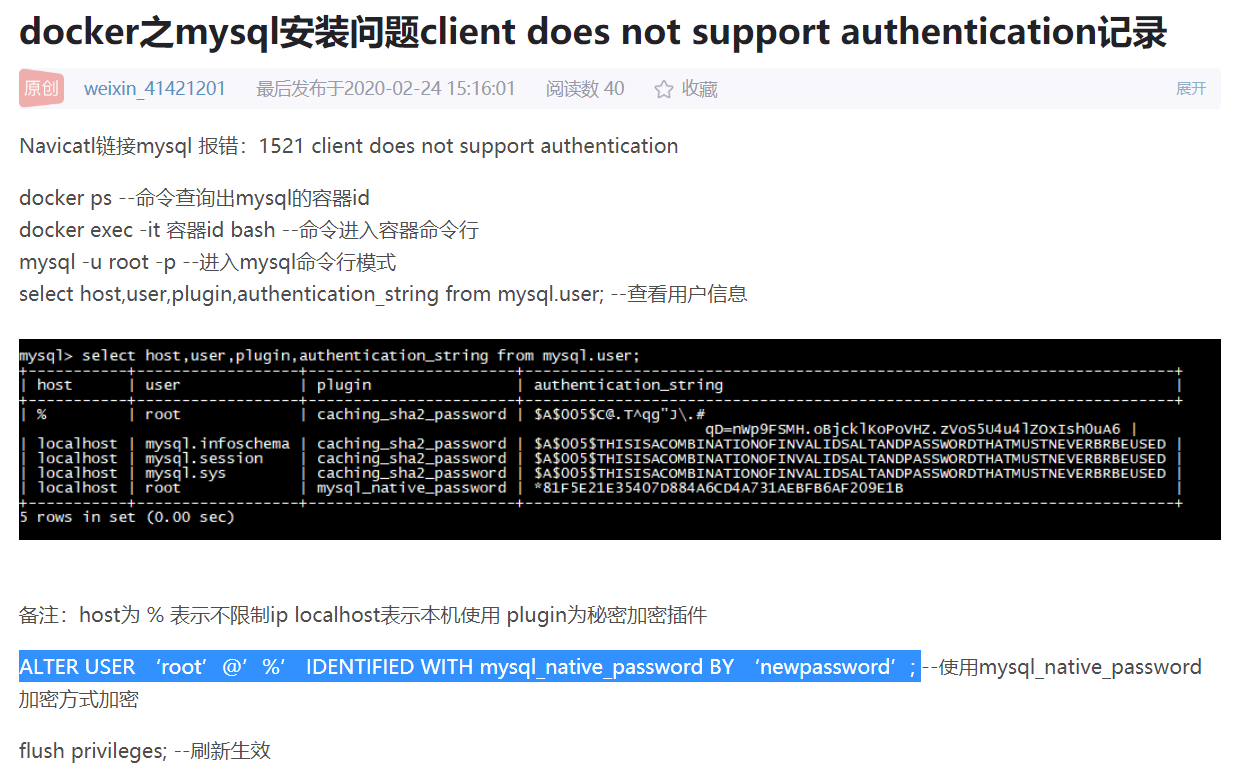 docker之mysql安装问题client does not support authentication记录
原创 weixin_41421201 最后发布于2020-02-24 15:16:01 阅读数 40 收藏 展开
Navicatl链接mysql 报错：1521 client does not support authentication
docker ps --命令查询出mysql的容器id
docker exec -it 容器id bash --命令进入容器命令行
mysql -u root -p --进入mysql命令行模式
select host,user,plugin,authentication_string from mysql.user; --查看用户信息
mysql> select host,user,plugin,authentication_string from mysql.user;
+-----------+------------------+-----------------------+------------------------------------------------------------------------+
| host | user | plugin | authentication_string |
+-----------+------------------+-----------------------+------------------------------------------------------------------------+
| % | root | caching_sha2_password | $A$005$C@.T^qg"J\.#
qD=nWp9FSMH.oBjcklKoPoVHZ.zVoS5U4u4lZOxIsh0uA6 |
| localhost | mysql.infoschema | caching_sha2_password | $A$005$THISISACOMBINATIONOFINVALIDSALTANDPASSWORDTHATMUSTNEVERBRBEUSED |
| localhost | mysql.session | caching_sha2_password | $A$005$THISISACOMBINATIONOFINVALIDSALTANDPASSWORDTHATMUSTNEVERBRBEUSED |
| localhost | mysql.sys | caching_sha2_password | $A$005$THISISACOMBINATIONOFINVALIDSALTANDPASSWORDTHATMUSTNEVERBRBEUSED |
| localhost | root | mysql_native_password | *81F5E21E35407D884A6CD4A731AEBFB6AF209E1B |
+-----------+------------------+-----------------------+------------------------------------------------------------------------+
5 rows in set (0.00 sec)
备注：host为 % 表示不限制ip localhost表示本机使用 plugin为秘密加密插件
ALTER USER ‘root’@’%’ IDENTIFIED WITH mysql_native_password BY ‘newpassword’; --使用mysql_native_password
加密方式加密
flush privileges; --刷新生效